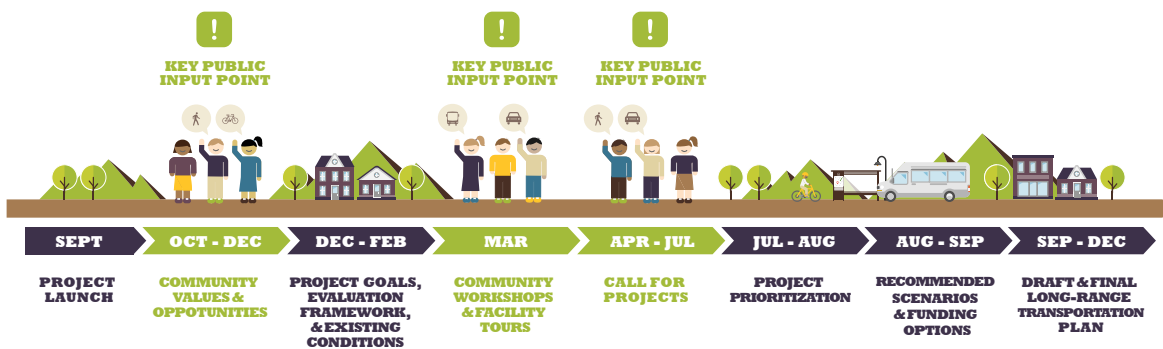 !
KEY PUBLIC
INPUT POINT
!
KEY PUBLIC
INPUT POINT
!
KEY PUBLIC
INPUT POINT
SEPT
OCT - DEC
DEC - FEB
MAR
APR - JUL
JUL - AUG
AUG - SEP
SEP - DEC
PROJECT
LAUNCH
COMMUNITY
VALUES &
OPPOTUNITIES
PROJECT GOALS,
EVALUATION
FRAMEWORK,
& EXISTING
CONDITIONS
COMMUNITY
WORKSHOPS
& FACILITY
TOURS
CALL FOR
PROJECTS
PROJECT
PRIORITIZATION
RECOMMENDED
SCENARIOS
& FUNDING
OPTIONS
DRAFT & FINAL
LONG-RANGE
TRANSPORTATION
PLAN